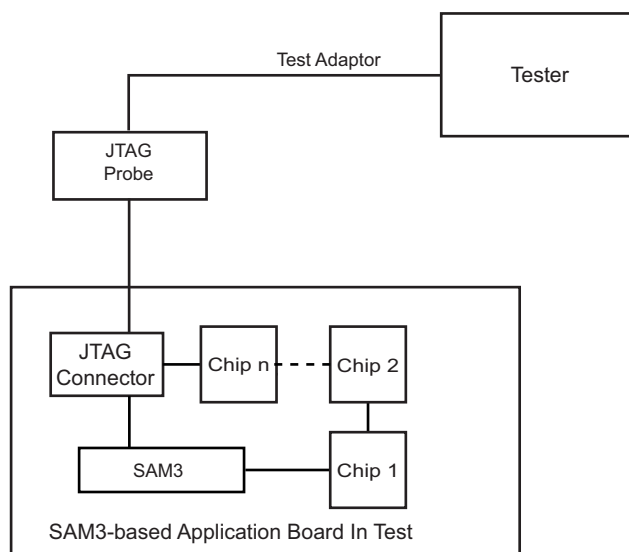 Test Adaptor
Tester
JTAG
Probe
JTAG
Connector
Chip n
Chip 2
SAM3
Chip 1
SAM3-based Application Board In Test